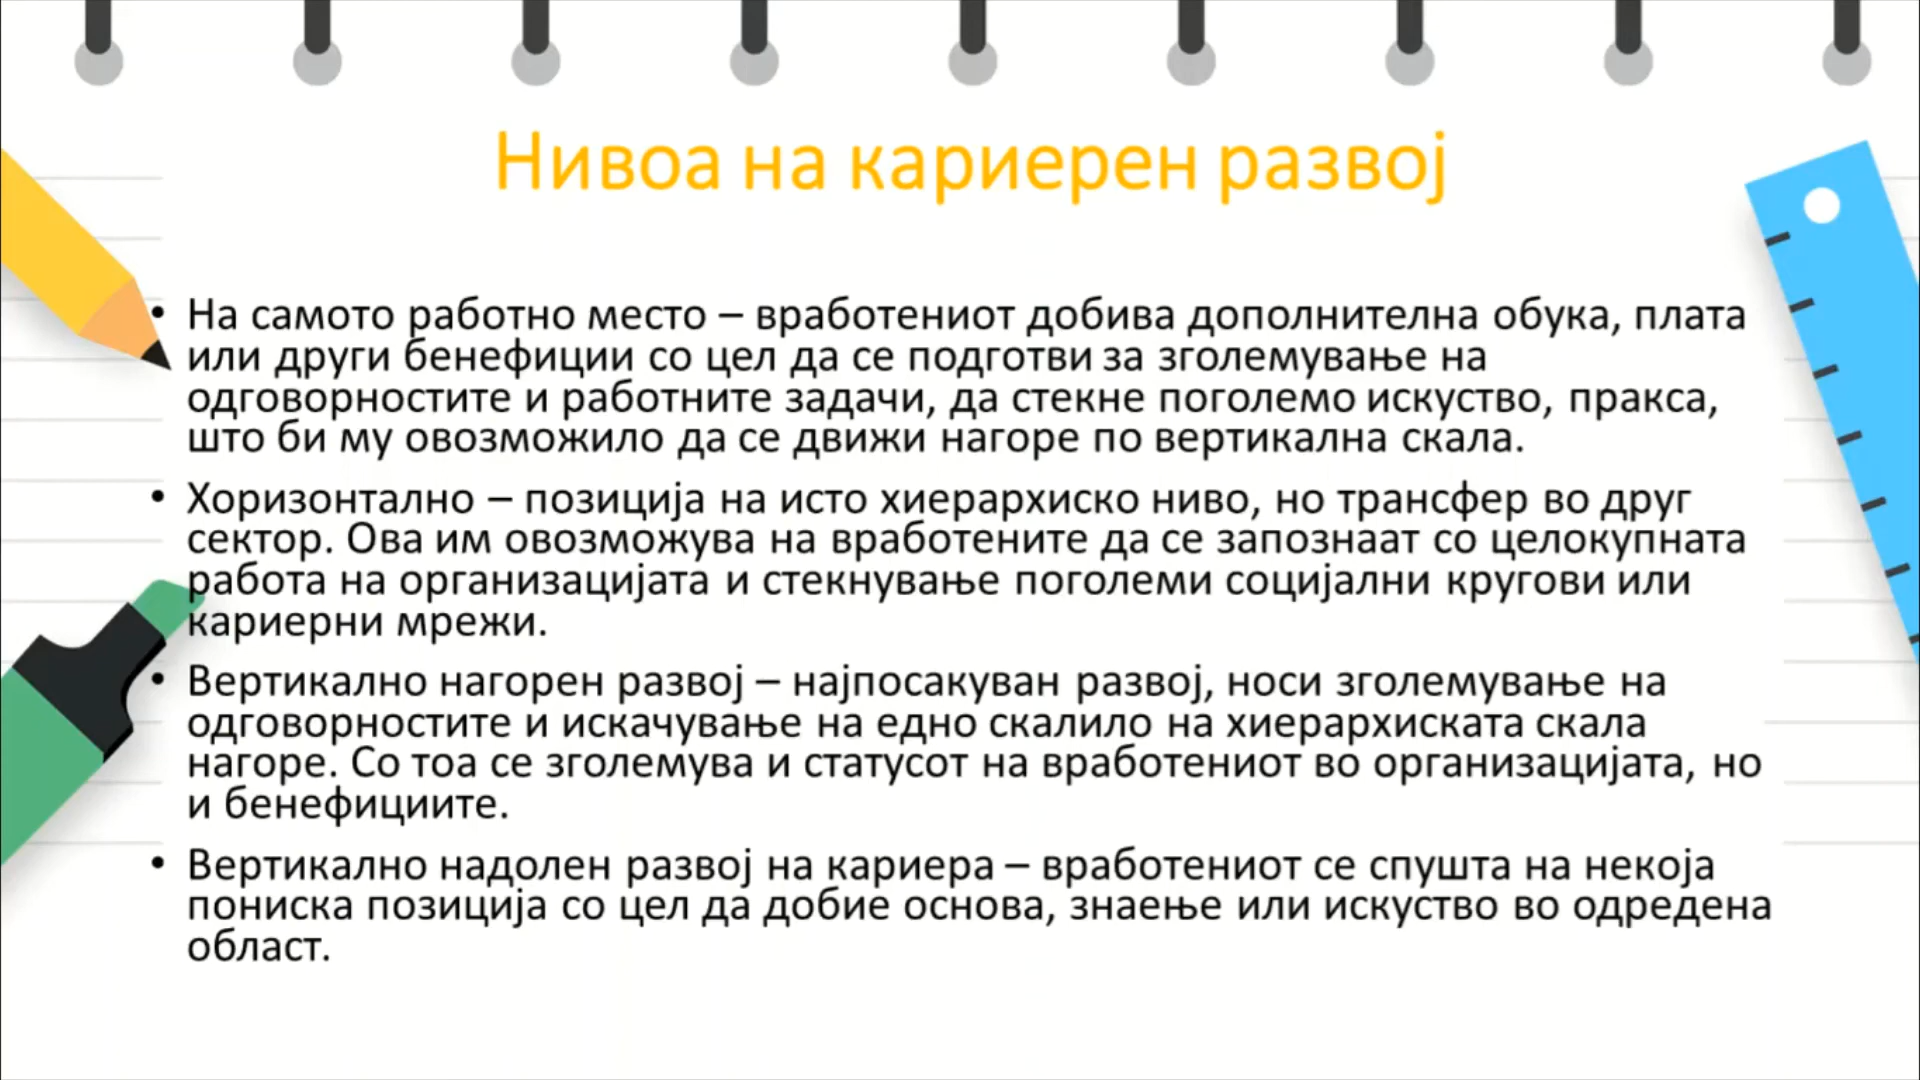 Нивоа на кариерен развој
• На самото работно место – вработениот добива дополнителна обука, плата
или други бенефиции со цел да се подготви за зголемување на
одговорностите и работните задачи, да стекне поголемо искуство, пракса,
што би му овозможило да се движи нагоре по вертикална скала.
• Хоризонтално – позиција на исто хиерархиско ниво, но трансфер во друг
сектор. Ова им овозможува на вработените да се запознаат со целокупната
работа на организацијата и стекнување поголеми социјални кругови или
кариерни мрежи.
• Вертикално нагорен развој – најпосакуван развој, носи зголемување на
одговорностите и искачување на едно скалило на хиерархиската скала
нагоре. Со тоа се зголемува и статусот на вработениот во организацијата, но
и бенефициите.
• Вертикално надолен развој на кариера – вработениот се спушта на некоја
пониска позиција со цел да добие основа, знаење или искуство во одредена
област.